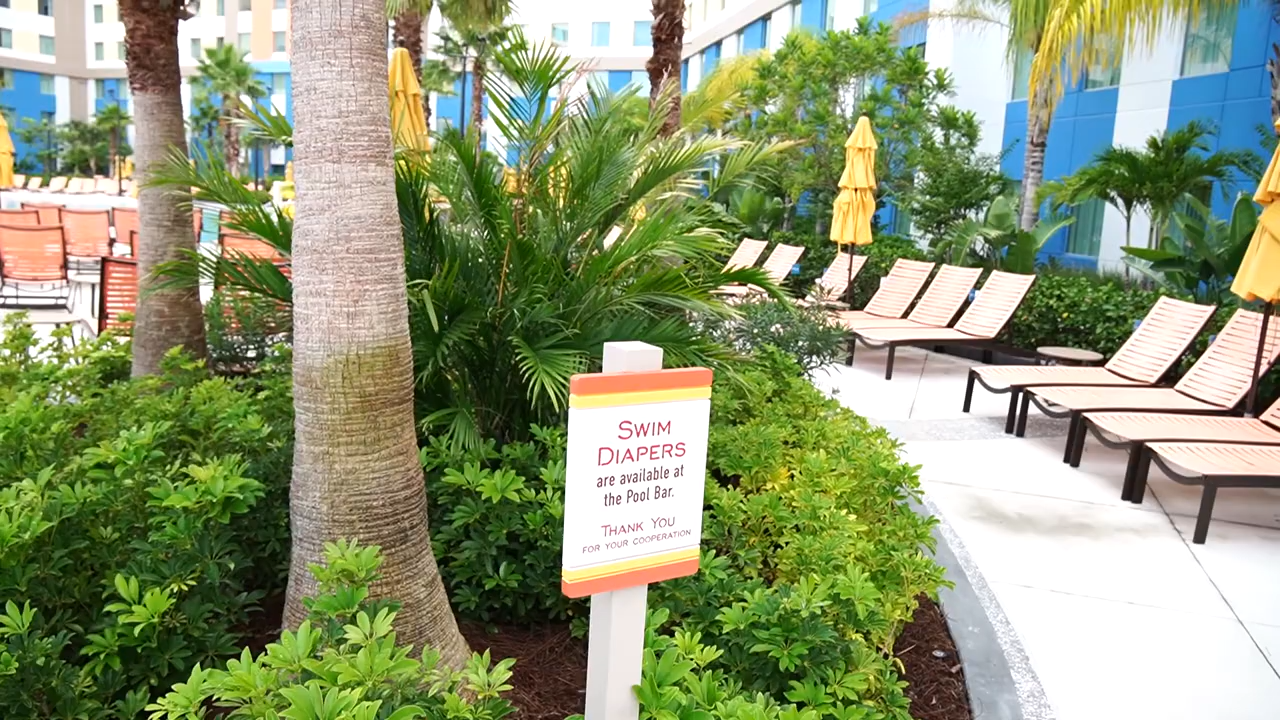 SWIM
DIAPERS
are available at
the Pool Bar.
THANK YOU
FOR YOUR COOPERATION